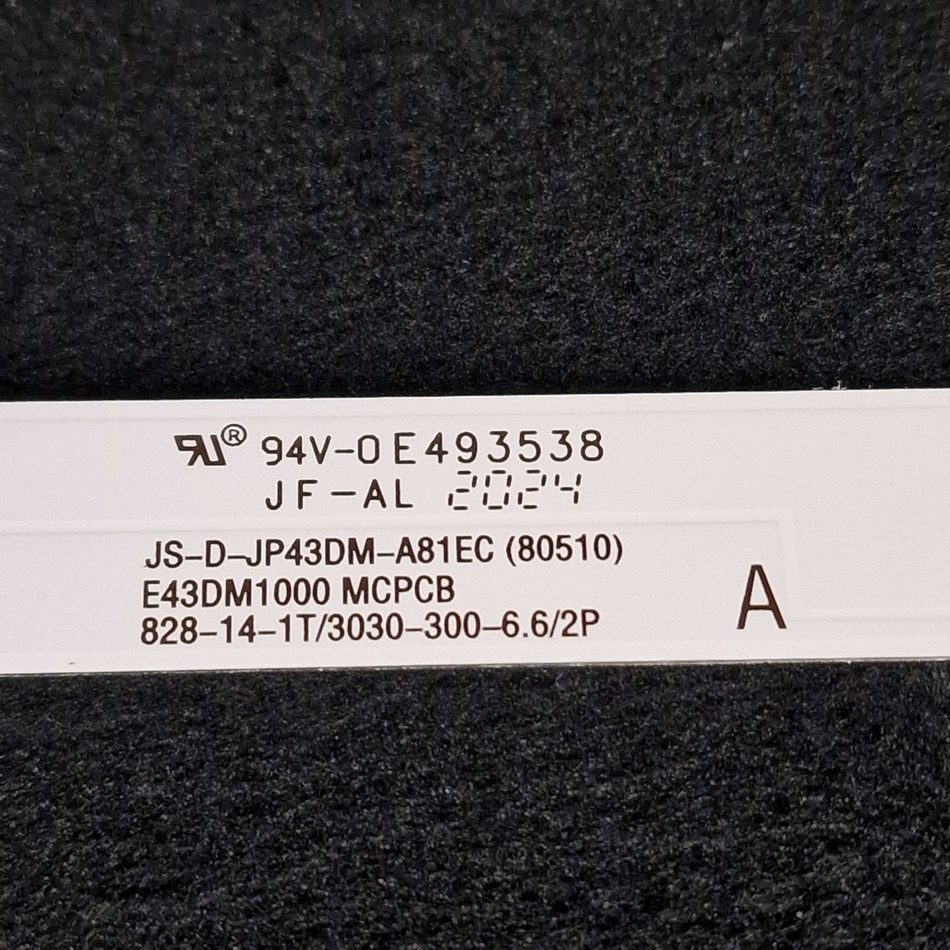 RU® 94V-0 E493538
JF-AL 2024
JS-D-JP43DM-A81EC (80510)
E43DM1000 MCPCB
828-14-1T/3030-300-6.6/2P
A